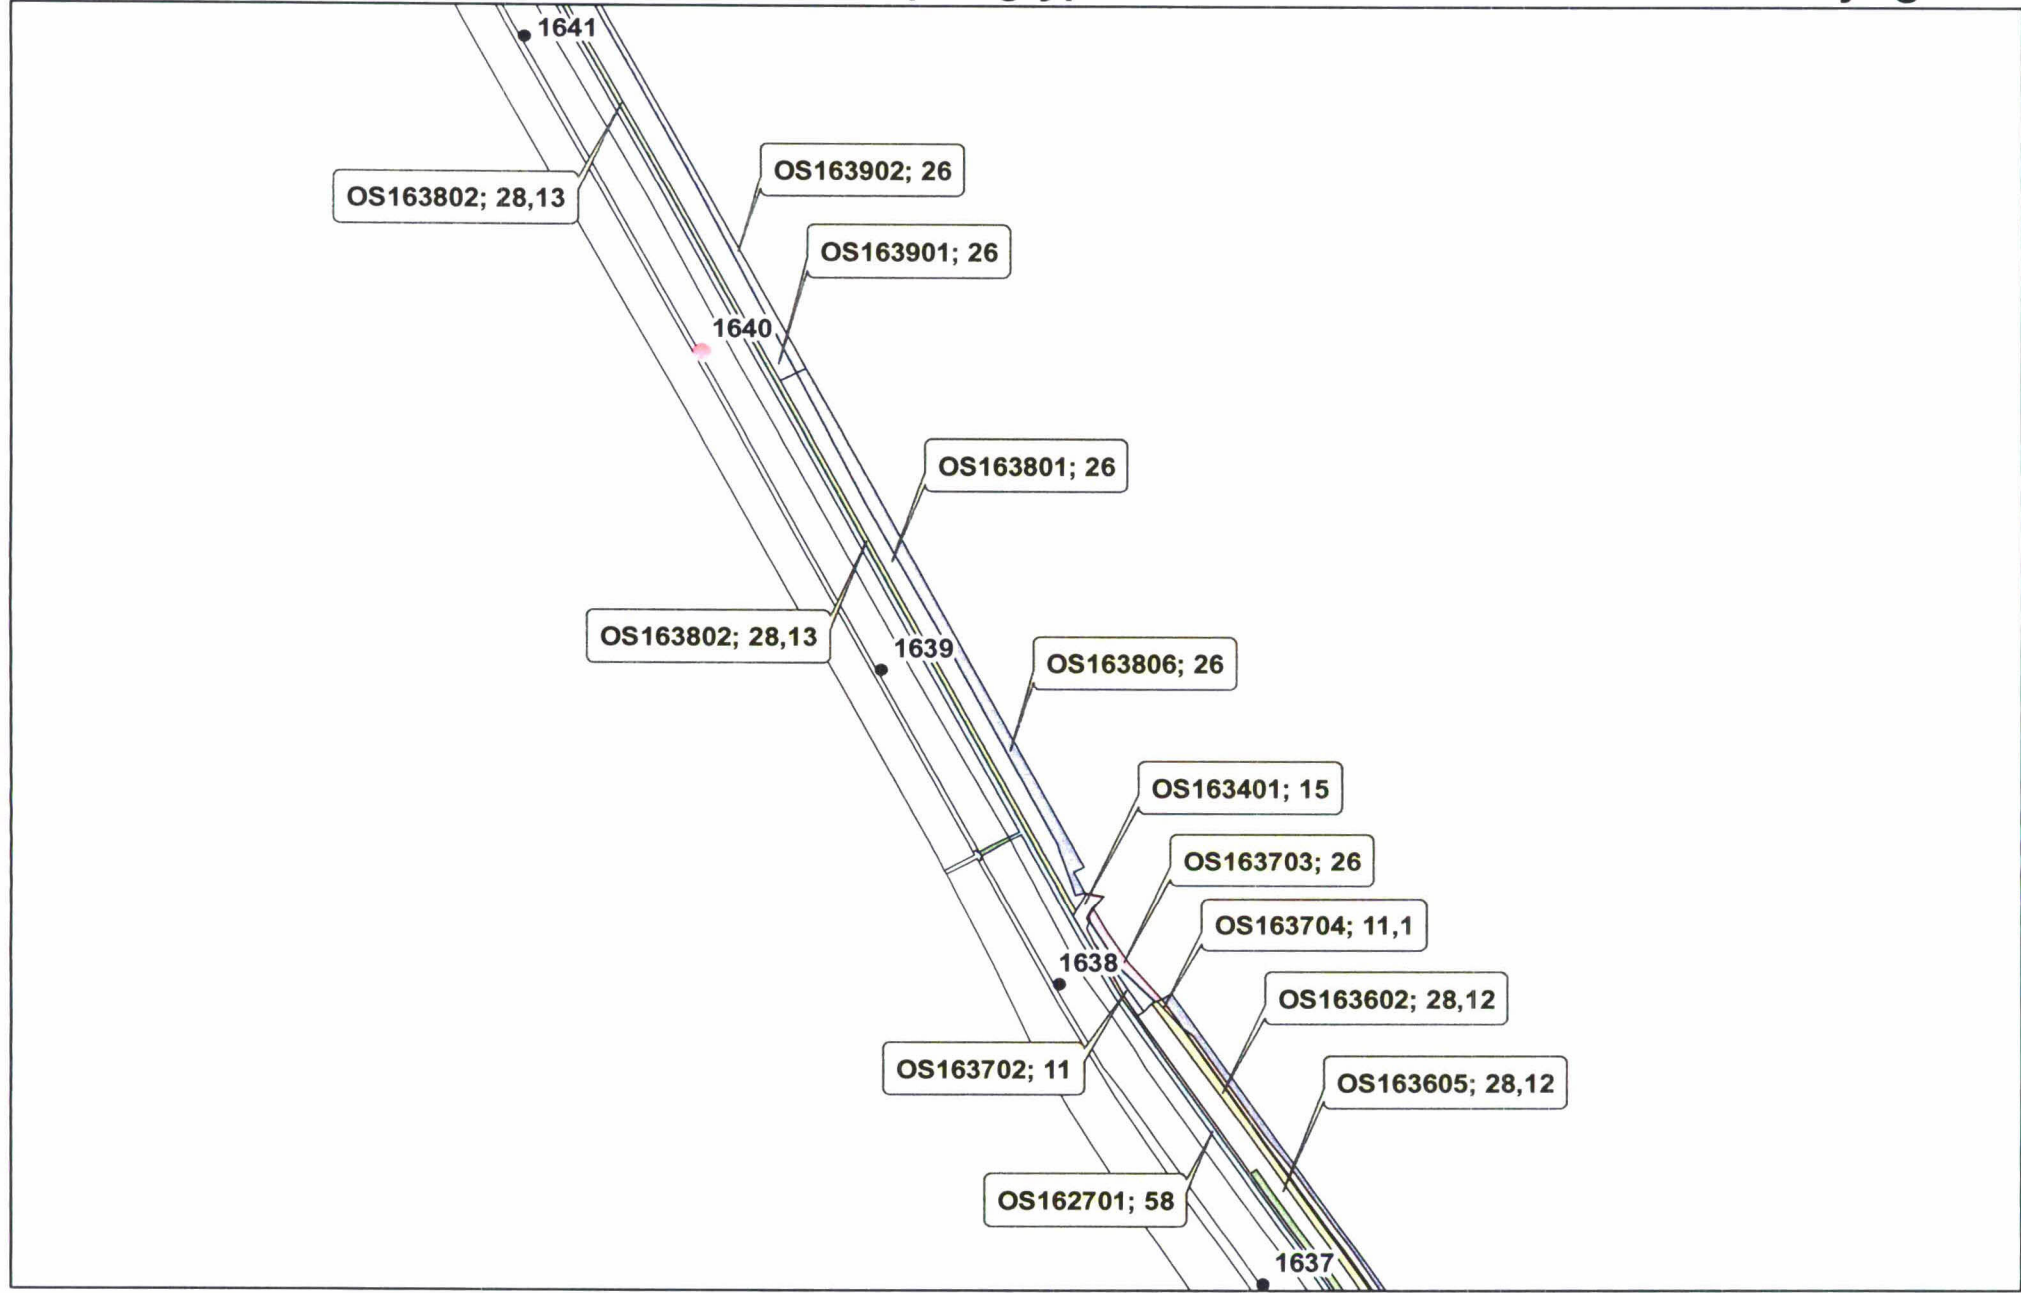 1641
OS163902; 26
OS163802; 28,13
OS163901; 26
1640
OS163801; 26
OS163802; 28,13
1639
OS163806; 26
OS163401; 15
OS163703; 26
OS163704; 11,1
1638
OS163602; 28,12
OS163702; 11
OS163605; 28,12
OS162701; 58
1637